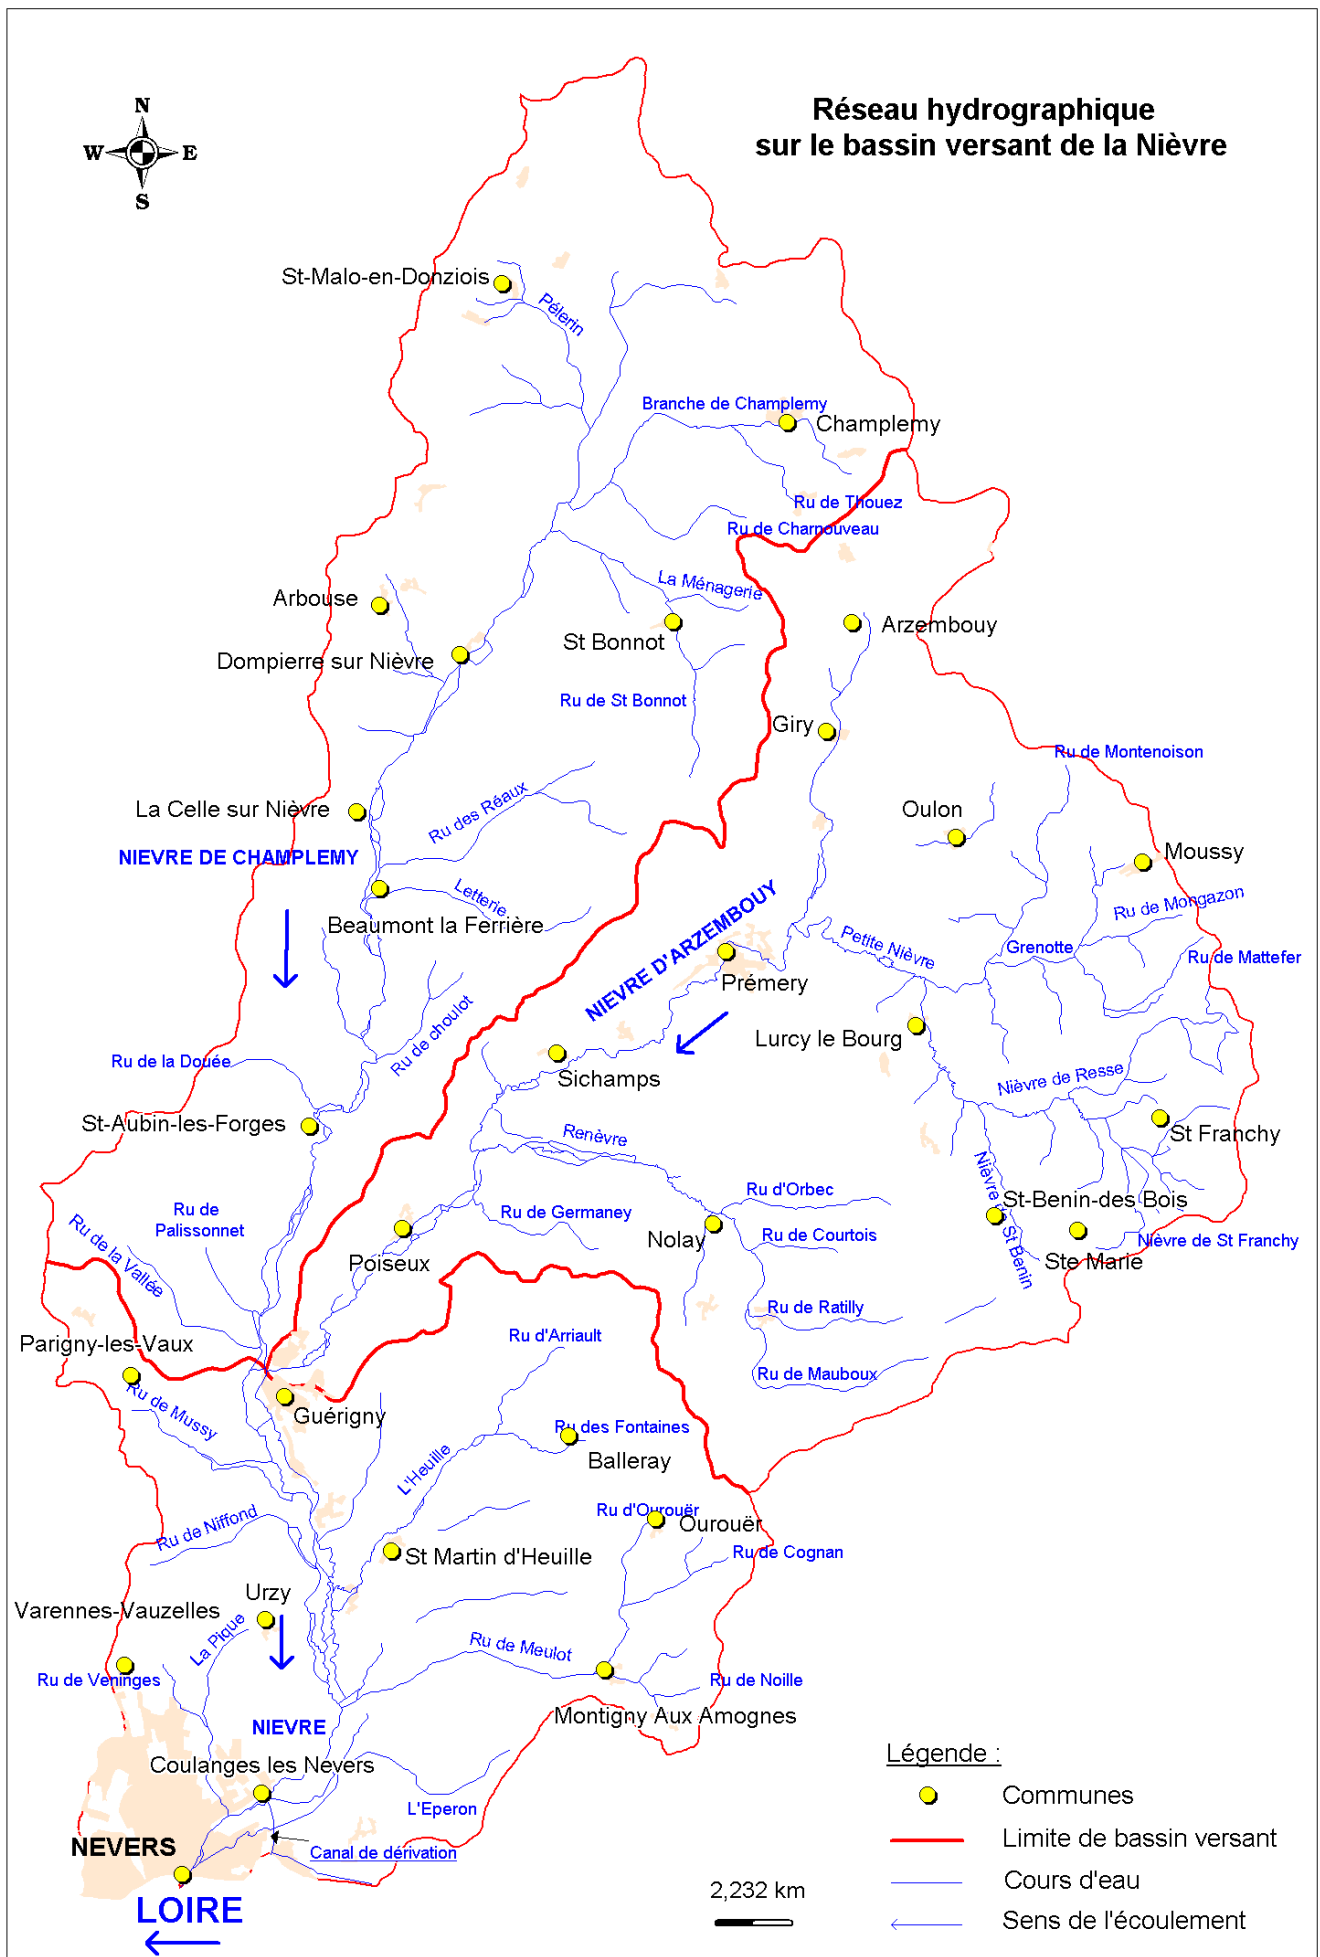 Réseau hydrographique
sur le bassin versant de la Nièvre
N
W E
S
St-Malo-en-Donziois
Pélerin
Branche de Champlemy
Champlemy
Ru de Thouez
Ru de Charnouveau
La Ménagerie
Arbouse
St Bonnot
Arzembouy
Dompierre sur Nièvre
Ru de St Bonnot
Giry
Ru de Montenoison
La Celle sur Nièvre
Ru des Réaux
Oulon
NIEVRE DE CHAMPLEMY
Moussy
Letterie
Beaumont la Ferrière
Ru de Mongazon
NIEVRE D'ARZEMBOUY
Petite Nièvre
Grenotte
Ru de Mattefer
Prémery
Ru de choulot
Lurcy le Bourg
Ru de la Douée
Sichamps
Nièvre de Resse
St-Aubin-les-Forges
Renèvre
St Franchy
Ru d'Orbec
Nièvre de St Benin
St-Benin-des Bois
Ru de Palissonnet
Ru de Germaney
Nolay
Ru de Courtois
Nièvre de St Franchy
Ru de la Vallée
Poiseux
Ste Marie
Ru de Ratilly
Parigny-les-Vaux
Ru d'Arriault
Ru de Mauboux
Ru de Mussy
Guérigny
Ru des Fontaines
L'Heuille
Balleray
Ru de Niffond
Ru d'Ourouër
Ourouër
St Martin d'Heuille
Ru de Cognan
Urzy
Varennes-Vauzelles
La Pique
Ru de Meulot
Ru de Veninges
Ru de Noille
NIEVRE
Montigny Aux Amognes
Coulanges les Nevers
L'Eperon
NEVERS
Canal de dérivation
LOIRE
2,232 km
Légende :
Communes
Limite de bassin versant
Cours d'eau
Sens de l'écoulement